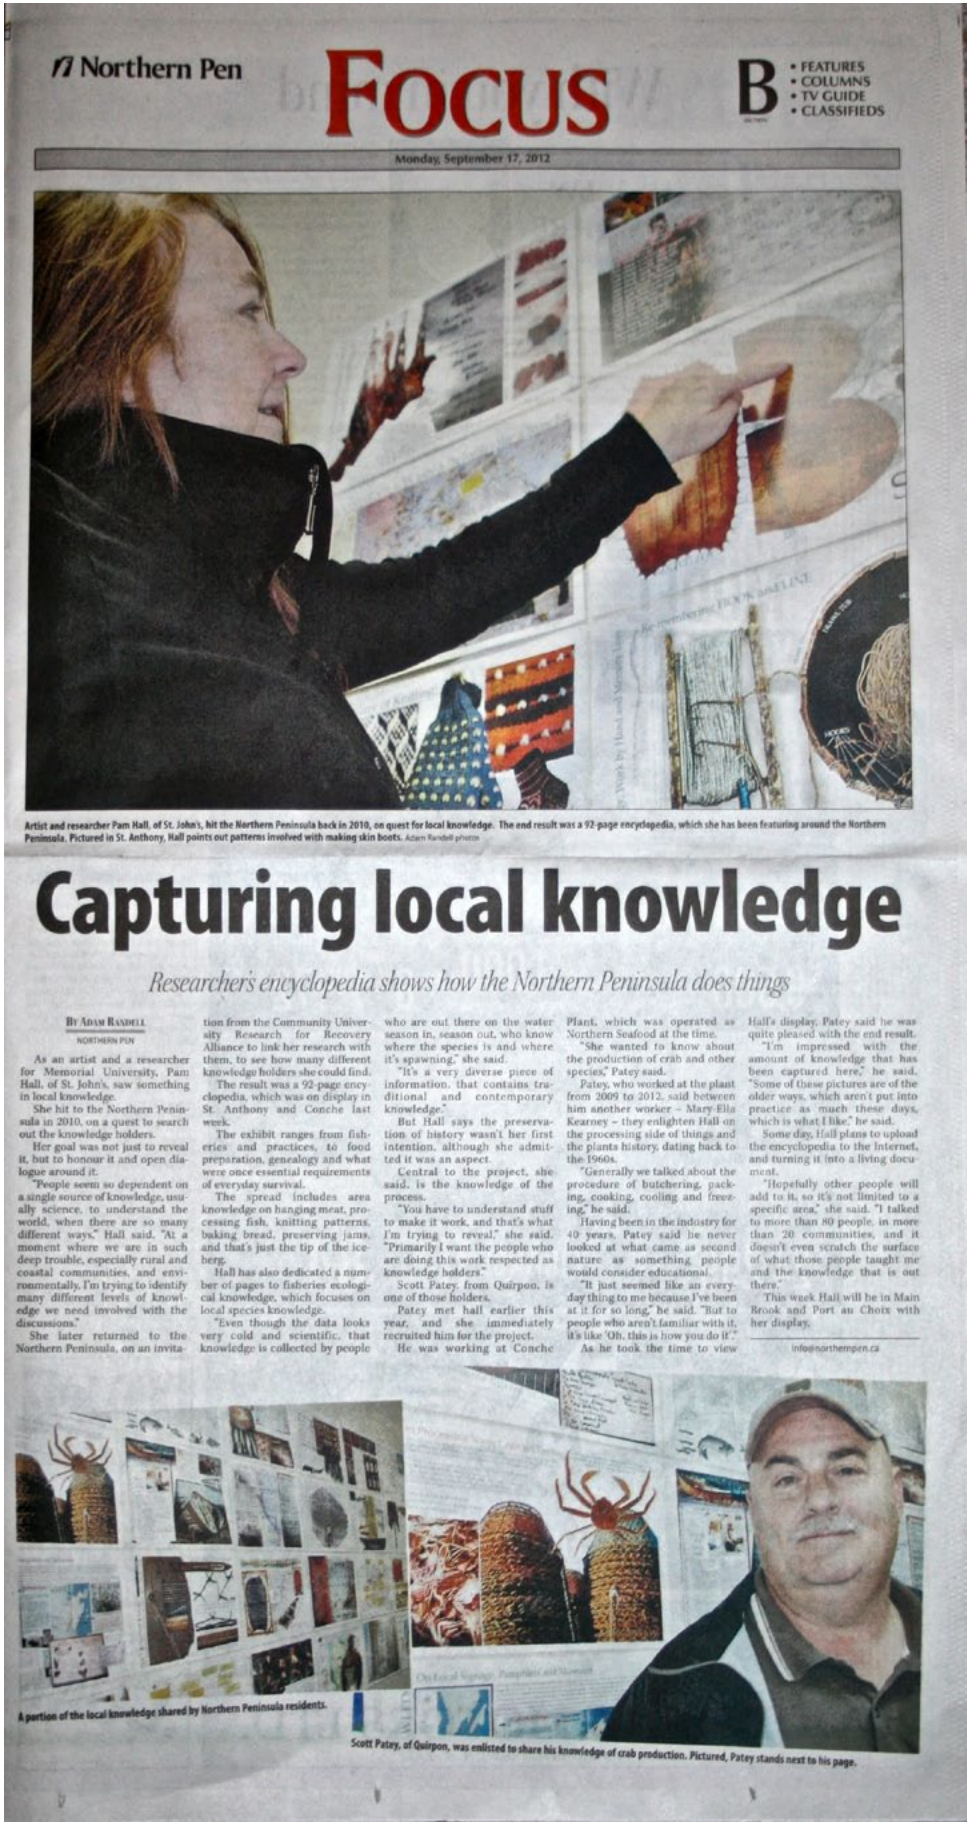 Northern Pen
FOCUS
B
• FEATURES
• COLUMNS
• TV GUIDE
• CLASSIFIEDS
SECTION
Monday, September 17, 2012
Re-membering HOOK and LINE
HOOKS
Artist and researcher Pam Hall, of St. John's, hit the Northern Peninsula back in 2010, on quest for local knowledge. The end result was a 92-page encyclopedia, which she has been featuring around the Northern
Peninsula. Pictured in St. Anthony, Hall points out patterns involved with making skin boots. Adam Randell photos
Capturing local knowledge
Researcher's encyclopedia shows how the Northern Peninsula does things
BY ADAM RANDELL
NORTHERN PEN
As an artist and a researcher
for Memorial University, Pam
Hall, of St. John's, saw something
in local knowledge.
She hit to the Northern Penin-
sula in 2010, on a quest to search
out the knowledge holders.
Her goal was not just to reveal
it, but to honour it and open dia-
logue around it.
"People seem so dependent on
a single source of knowledge, usu-
ally science, to understand the
world, when there are so many
different ways," Hall said. "At a
moment where we are in such
deep trouble, especially rural and
coastal communities, and envi-
ronmentally, I'm trying to identify
many different levels of knowl-
edge we need involved with the
discussions."
She later returned to the
Northern Peninsula, on an invita-
tion from the Community Univer-
sity Research for Recovery
Alliance to link her research with
them, to see how many different
knowledge holders she could find.
The result was a 92-page ency-
clopedia, which was on display in
St. Anthony and Conche last
week.
The exhibit ranges from fish-
eries and practices, to food
preparation, genealogy and what
were once essential requirements
of everyday survival.
The spread includes area
knowledge on hanging meat, pro-
cessing fish, knitting patterns,
baking bread, preserving jams,
and that's just the tip of the ice-
berg.
Hall has also dedicated a num-
ber of pages to fisheries ecologi-
cal knowledge, which focuses on
local species knowledge.
"Even though the data looks
very cold and scientific, that
knowledge is collected by people
who are out there on the water
season in, season out, who know
where the species is and where
it's spawning," she said.
"It's a very diverse piece of
information, that contains tra-
ditional and contemporary
knowledge."
But Hall says the preserva-
tion of history wasn't her first
intention, although she admit-
ted it was an aspect.
Central to the project, she
said, is the knowledge of the
process.
"You have to understand stuff
to make it work, and that's what
I'm trying to reveal," she said.
"Primarily I want the people who
are doing this work respected as
knowledge holders."
Scott Patey, from Quirpoo, is
one of those holders.
Patey met hall earlier this
year, and she immediately
recruited him for the project.
He was working at Conche
Plant, which was operated as
Northern Seafood at the time.
"She wanted to know about
the production of crab and other
species," Patey said.
Patey, who worked at the plant
from 2009 to 2012, said between
him another worker – Mary-Ella
Kearney – they enlighten Hall on
the processing side of things and
the plants history, dating back to
the 1960s.
"Generally we talked about the
procedure of butchering, pack-
ing, cooking, cooling and freez-
ing," he said.
Having been in the industry for
40 years, Patey said he never
looked at what came as second
nature as something people
would consider educational.
"It just seemed like an every-
day thing to me because I've been
at it for so long," he said. "But to
people who aren't familiar with it,
it's like 'Oh, this is how you do it'."
As he took the time to view
Hall's display, Patey said he was
quite pleased with the end result.
"I'm impressed with the
amount of knowledge that has
been captured here," he said.
"Some of these pictures are of the
older ways, which aren't put into
practice as much these days,
which is what I like," he said.
Some day, Hall plans to upload
the encyclopedia to the Internet,
and turning it into a living docu-
ment.
"Hopefully other people will
add to it, so it's not limited to a
specific area," she said. "I talked
to more than 80 people, in more
than 20 communities, and it
doesn't even scratch the surface
of what those people taught me
and the knowledge that is out
there."
This week Hall will be in Main
Brook and Port au Choix with
her display.
info@northernpen.ca
On Local Signage, Pamphlets and Museums
A portion of the local knowledge shared by Northern Peninsula residents.
Scott Patey, of Quirpon, was enlisted to share his knowledge of crab production. Pictured, Patey stands next to his page.